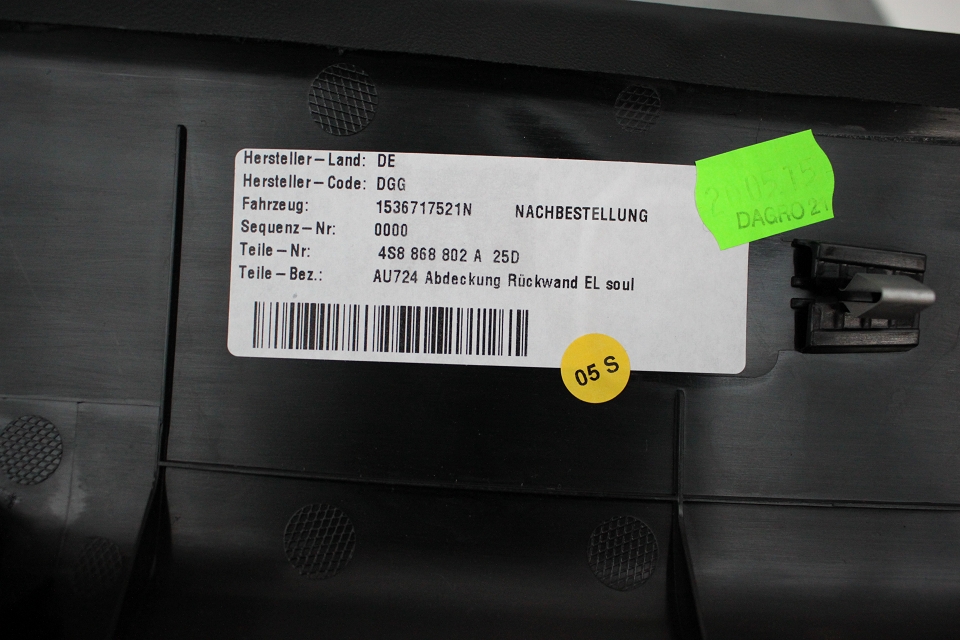 Hersteller-Land: DE
Hersteller-Code: DGG
Fahrzeug: 1536717521N NACHBESTELLUNG
Sequenz-Nr: 0000
Teile-Nr: 4S8 868 802 A 25D
Teile-Bez.: AU724 Abdeckung Rückwand EL soul
DAGRO 21
05 S